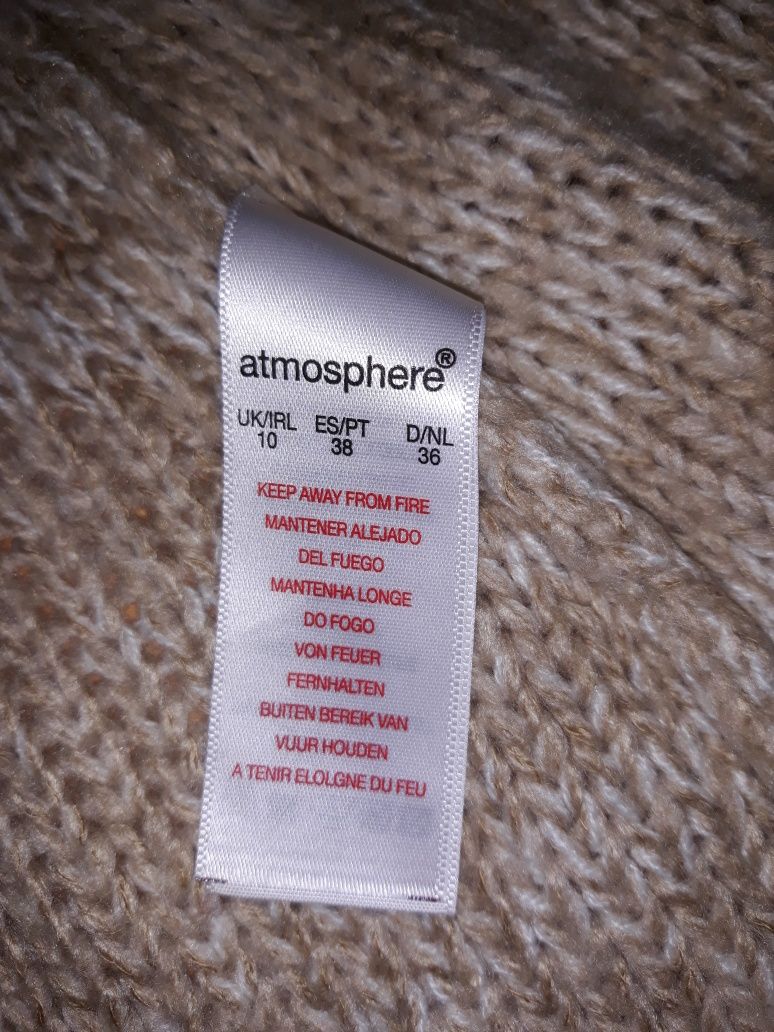 atmosphere®
UK/IRL ES/PT D/NL
10 38 36
KEEP AWAY FROM FIRE
MANTENER ALEJADO
DEL FUEGO
MANTENHA LONGE
DO FOGO
VON FEUER
FERNHALTEN
BUITEN BEREIK VAN
VUUR HOUDEN
A TENIR ELOLGNE DU FEU